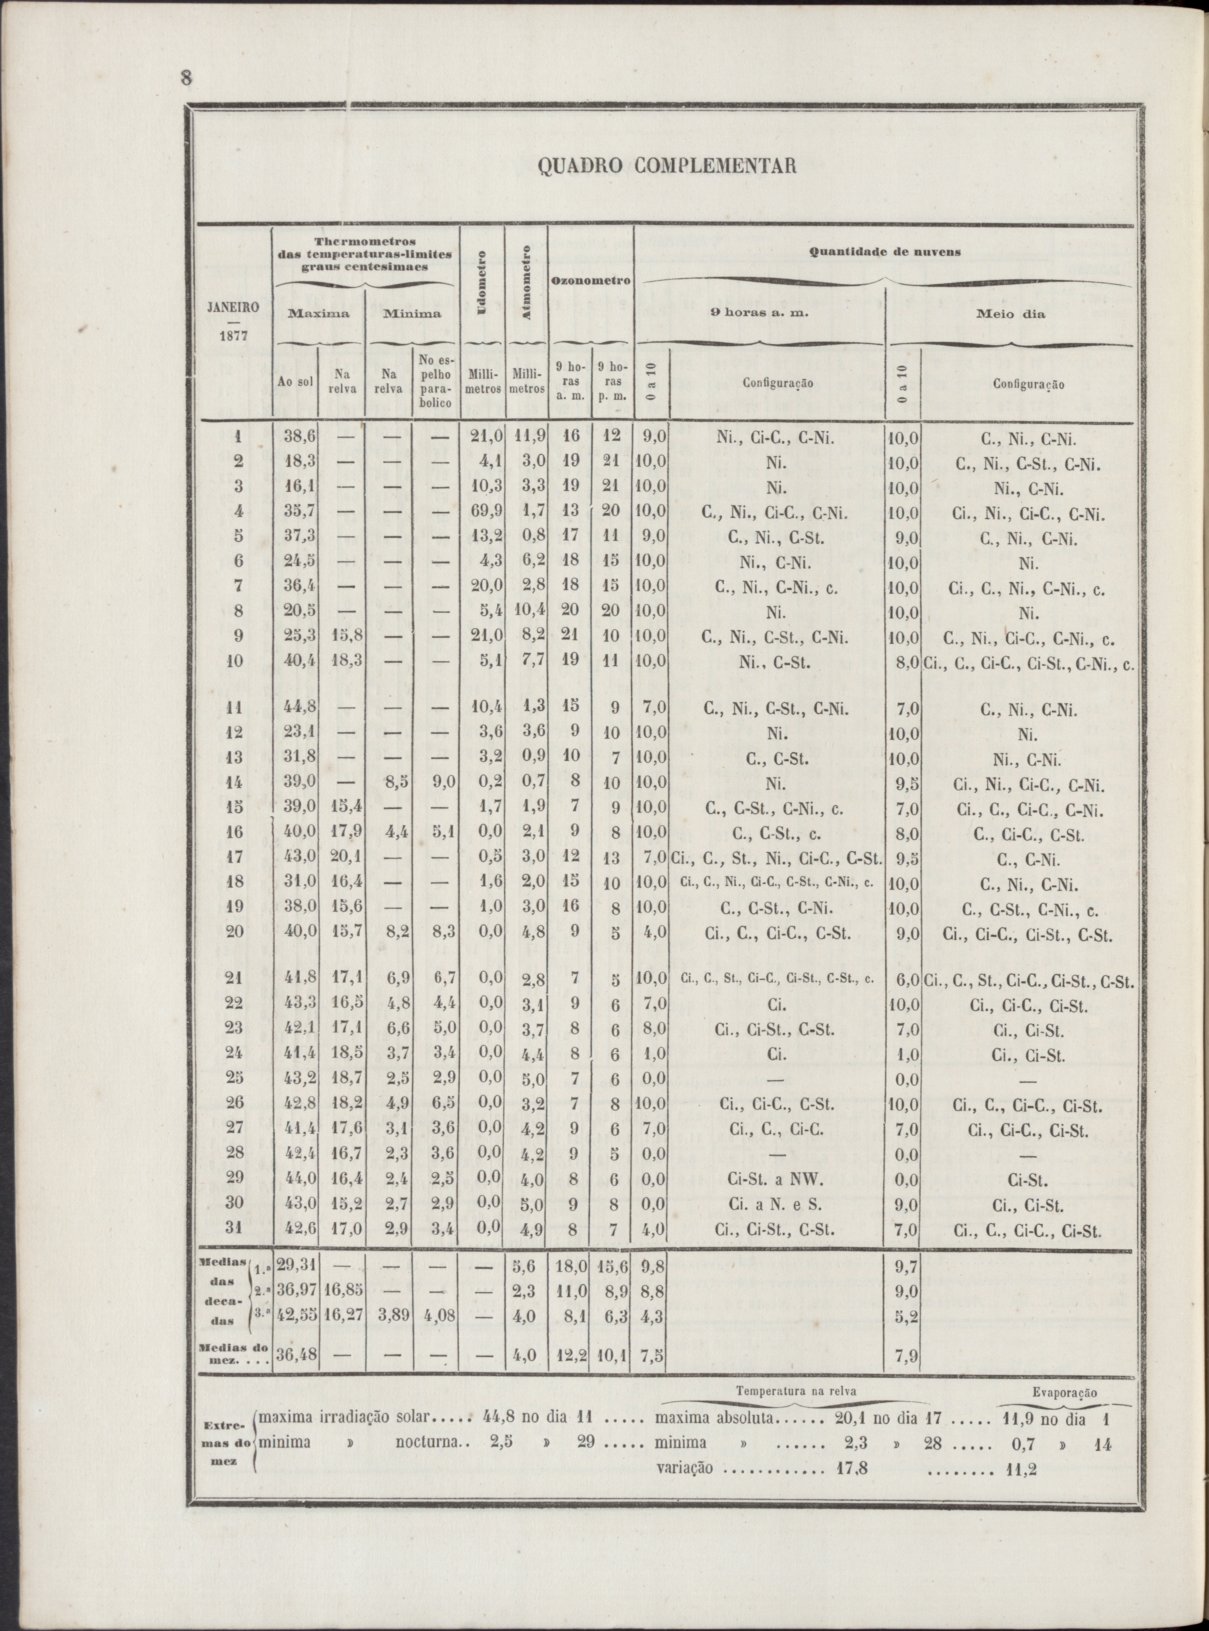 8
QUADRO COMPLEMENTAR
JANEIRO
—
1877
Thermometros
das temperaturas-limites
graus centesimaes
Maxima
Minima
Ao sol
Na relva
Na relva
No espelho parabolico
Udometro
Milli-
metros
Atmometro
Milli-
metros
Ozonometro
9 horas a. m.
9 horas p. m.
Quantidade de nuvens
9 horas a. m.
Meio dia
0 a 10
Configuração
0 a 10
Configuração
1 38,6 — — — 21,0 11,9 16 12 9,0 Ni., Ci-C., C-Ni. 10,0 C., Ni., C-Ni.
2 18,3 — — — 4,1 3,0 19 21 10,0 Ni. 10,0 C., Ni., C-St., C-Ni.
3 16,1 — — — 10,3 3,3 19 21 10,0 Ni. 10,0 Ni., C-Ni.
4 35,7 — — — 69,9 1,7 13 20 10,0 C., Ni., Ci-C., C-Ni. 10,0 Ci., Ni., Ci-C., C-Ni.
5 37,3 — — — 13,2 0,8 17 11 9,0 C., Ni., C-St. 9,0 C., Ni., C-Ni.
6 24,5 — — — 4,3 6,2 18 15 10,0 Ni., C-Ni. 10,0 Ni.
7 36,4 — — — 20,0 2,8 18 15 10,0 C., Ni., C-Ni., c. 10,0 Ci., C., Ni., C-Ni., c.
8 20,5 — — — 5,4 10,4 20 20 10,0 Ni. 10,0 Ni.
9 25,3 15,8 — — 21,0 8,2 21 10 10,0 C., Ni., C-St., C-Ni. 10,0 C., Ni., Ci-C., C-Ni., c.
10 40,4 18,3 — — 5,1 7,7 19 11 10,0 Ni., C-St. 8,0 Ci., C., Ci-C., Ci-St., C-Ni., c.
11 44,8 — — — 10,4 1,3 15 9 7,0 C., Ni., C-St., C-Ni. 7,0 C., Ni., C-Ni.
12 23,1 — — — 3,6 3,6 9 10 10,0 Ni. 10,0 Ni.
13 31,8 — — — 3,2 0,9 10 7 10,0 C., C-St. 10,0 Ni., C-Ni.
14 39,0 — 8,5 9,0 0,2 0,7 8 10 10,0 Ni. 9,5 Ci., Ni., Ci-C., C-Ni.
15 39,0 15,4 — — 1,7 1,9 7 9 10,0 C., C-St., C-Ni., c. 7,0 Ci., C., Ci-C., C-Ni.
16 40,0 17,9 4,4 5,1 0,0 2,1 9 8 10,0 C., C-St., c. 8,0 C., Ci-C., C-St.
17 43,0 20,1 — — 0,5 3,0 12 13 7,0 Ci., C., St., Ni., Ci-C., C-St. 9,5 C., C-Ni.
18 31,0 16,4 — — 1,6 2,0 15 10 10,0 Ci., C., Ni., Ci-C., C-St., C-Ni., c. 10,0 C., Ni., C-Ni.
19 38,0 15,6 — — 1,0 3,0 16 8 10,0 C., C-St., C-Ni. 10,0 C., C-St., C-Ni., c.
20 40,0 15,7 8,2 8,3 0,0 4,8 9 5 4,0 Ci., C., Ci-C., C-St. 9,0 Ci., Ci-C., Ci-St., C-St.
21 41,8 17,1 6,9 6,7 0,0 2,8 7 5 10,0 Ci., C., St., Ci-C., Ci-St., C-St., c. 6,0 Ci., C., St., Ci-C., Ci-St., C-St.
22 43,3 16,5 4,8 4,4 0,0 3,1 9 6 7,0 Ci. 10,0 Ci., Ci-C., Ci-St.
23 42,1 17,1 6,6 5,0 0,0 3,7 8 6 8,0 Ci., Ci-St., C-St. 7,0 Ci., Ci-St.
24 41,4 18,5 3,7 3,4 0,0 4,4 8 6 1,0 Ci. 1,0 Ci., Ci-St.
25 43,2 18,7 2,5 2,9 0,0 5,0 7 6 0,0 — 0,0 —
26 42,8 18,2 4,9 6,5 0,0 3,2 7 8 10,0 Ci., Ci-C., C-St. 10,0 Ci., C., Ci-C., Ci-St.
27 41,4 17,6 3,1 3,6 0,0 4,2 9 6 7,0 Ci., C., Ci-C. 7,0 Ci., Ci-C., Ci-St.
28 42,4 16,7 2,3 3,6 0,0 4,2 9 5 0,0 — 0,0 —
29 44,0 16,4 2,4 2,5 0,0 4,0 8 6 0,0 Ci-St. a NW. 0,0 Ci-St.
30 43,0 15,2 2,7 2,9 0,0 5,0 9 8 0,0 Ci. a N. e S. 9,0 Ci., Ci-St.
31 42,6 17,0 2,9 3,4 0,0 4,9 8 7 4,0 Ci., Ci-St., C-St. 7,0 Ci., C., Ci-C., Ci-St.
Medias das decadas
1.ª 29,31 — — — — 5,6 18,0 15,6 9,8 9,7
2.ª 36,97 16,85 — — — 2,3 11,0 8,9 8,8 9,0
3.ª 42,55 16,27 3,89 4,08 — 4,0 8,1 6,3 4,3 5,2
Medias do mez.... 36,48 — — — — 4,0 12,2 10,1 7,5 7,9
Temperatura na relva Evaporação
Extremas do mez
maxima irradiação solar..... 44,8 no dia 11 ..... maxima absoluta...... 20,1 no dia 17 ..... 11,9 no dia 1
minima » nocturna.. 2,5 » 29 ..... minima » ...... 2,3 » 28 ..... 0,7 » 14
variação ............ 17,8 ........ 11,2